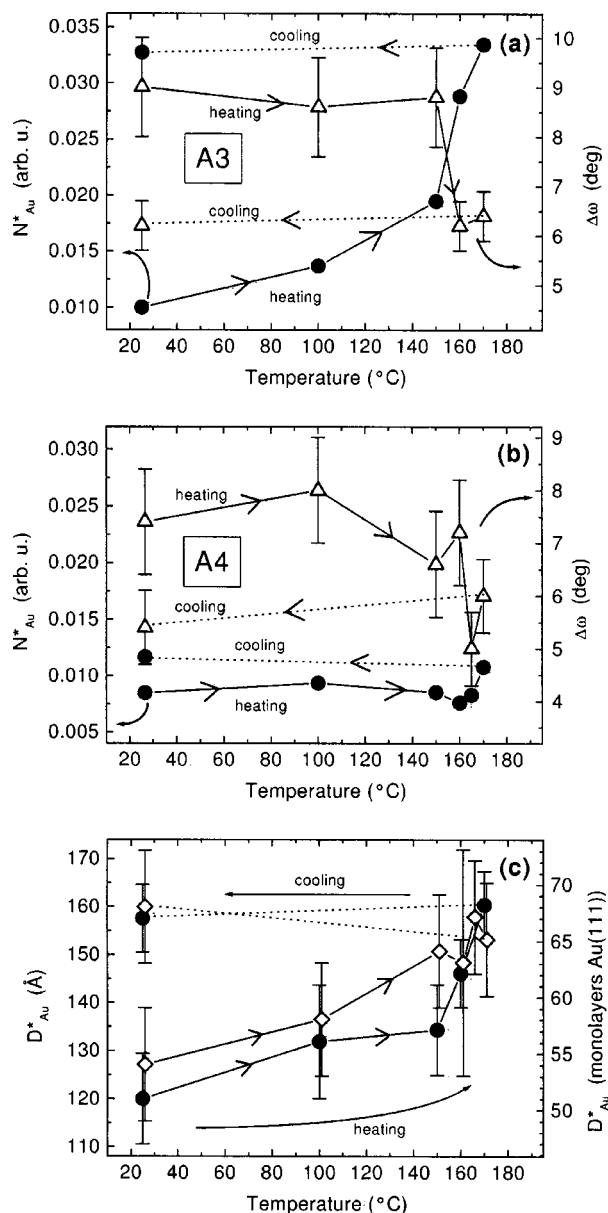 (a)
cooling
heating
A3
cooling
heating
N*Au (arb. u.)
0.035
0.030
0.025
0.020
0.015
0.010
Δω (deg)
10
9
8
7
6
5
20 40 60 80 100 120 140 160 180
Temperature (°C)
(b)
heating
A4
cooling
cooling
heating
N*Au (arb. u.)
0.030
0.025
0.020
0.015
0.010
0.005
Δω (deg)
9
8
7
6
5
4
20 40 60 80 100 120 140 160 180
Temperature (°C)
(c)
cooling
heating
D*Au (Å)
170
160
150
140
130
120
110
D*Au (monolayers Au(111))
70
65
60
55
50
20 40 60 80 100 120 140 160 180
Temperature (°C)